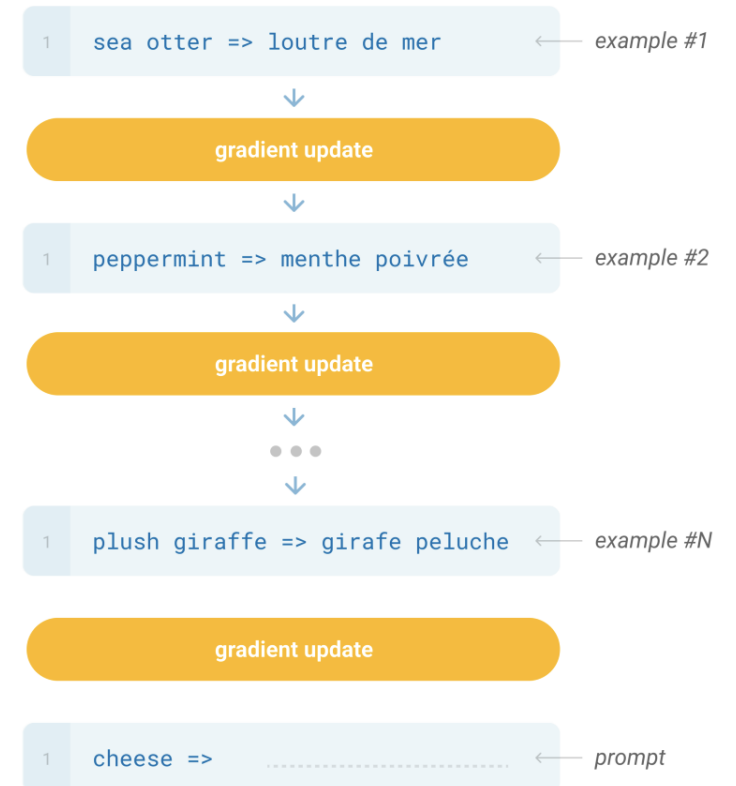 1 sea otter => loutre de mer example #1
gradient update
1 peppermint => menthe poivrée example #2
gradient update
1 plush giraffe => girafe peluche example #N
gradient update
1 cheese => prompt